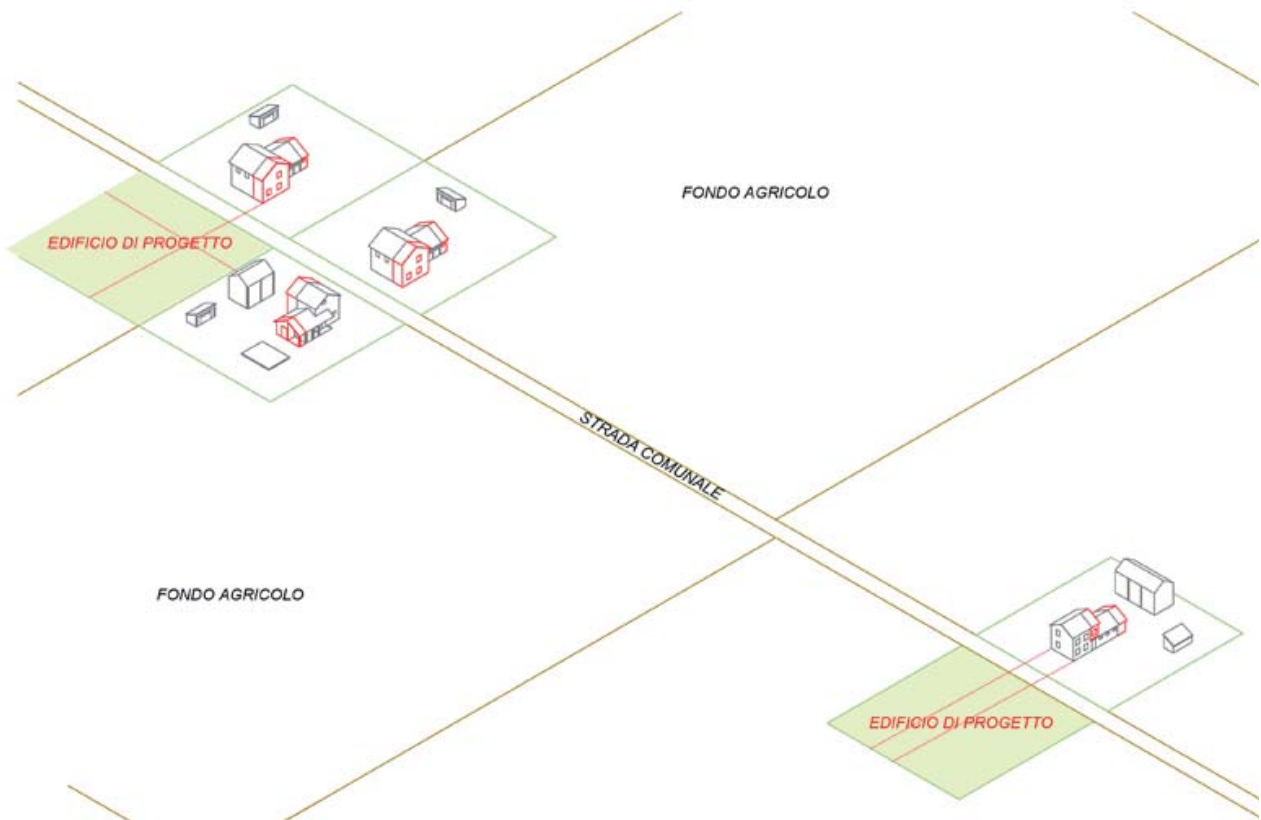 FONDO AGRICOLO
EDIFICIO DI PROGETTO
STRADA COMUNALE
FONDO AGRICOLO
EDIFICIO DI PROGETTO